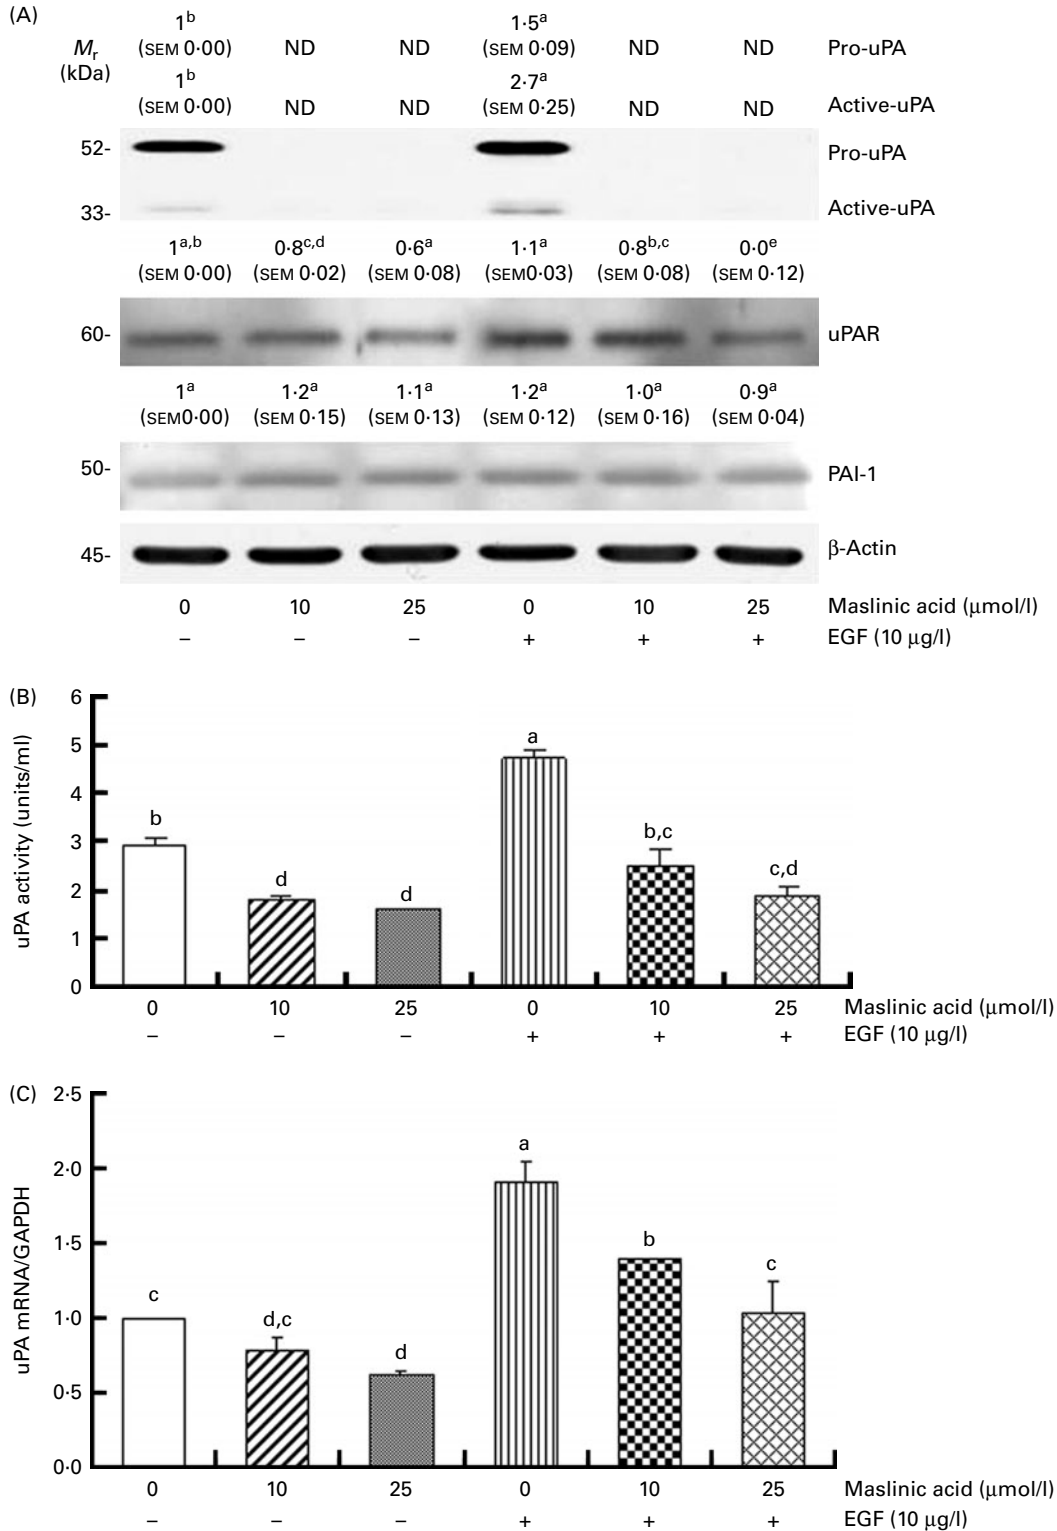 (A)
1ᵇ 1·5ᵃ
Mr (SEM 0·00) ND ND (SEM 0·09) ND ND Pro-uPA
(kDa)
1ᵇ 2·7ᵃ
(SEM 0·00) ND ND (SEM 0·25) ND ND Active-uPA
52- Pro-uPA
33- Active-uPA
1ᵃ,ᵇ 0·8ᶜ,ᵈ 0·6ᵃ 1·1ᵃ 0·8ᵇ,ᶜ 0·0ᵉ
(SEM 0·00) (SEM 0·02) (SEM 0·08) (SEM0·03) (SEM 0·08) (SEM 0·12)
60- uPAR
1ᵃ 1·2ᵃ 1·1ᵃ 1·2ᵃ 1·0ᵃ 0·9ᵃ
(SEM0·00) (SEM 0·15) (SEM 0·13) (SEM 0·12) (SEM 0·16) (SEM 0·04)
50- PAI-1
45- β-Actin
0 10 25 0 10 25 Maslinic acid (μmol/l)
– – – + + + EGF (10 μg/l)
(B)
uPA activity (units/ml)
6
5
4
3
2
1
0
b d d a b,c c,d
0 10 25 0 10 25 Maslinic acid (μmol/l)
– – – + + + EGF (10 μg/l)
(C)
uPA mRNA/GAPDH
2·5
2·0
1·5
1·0
0·5
0·0
c d,c d a b c
0 10 25 0 10 25 Maslinic acid (μmol/l)
– – – + + + EGF (10 μg/l)